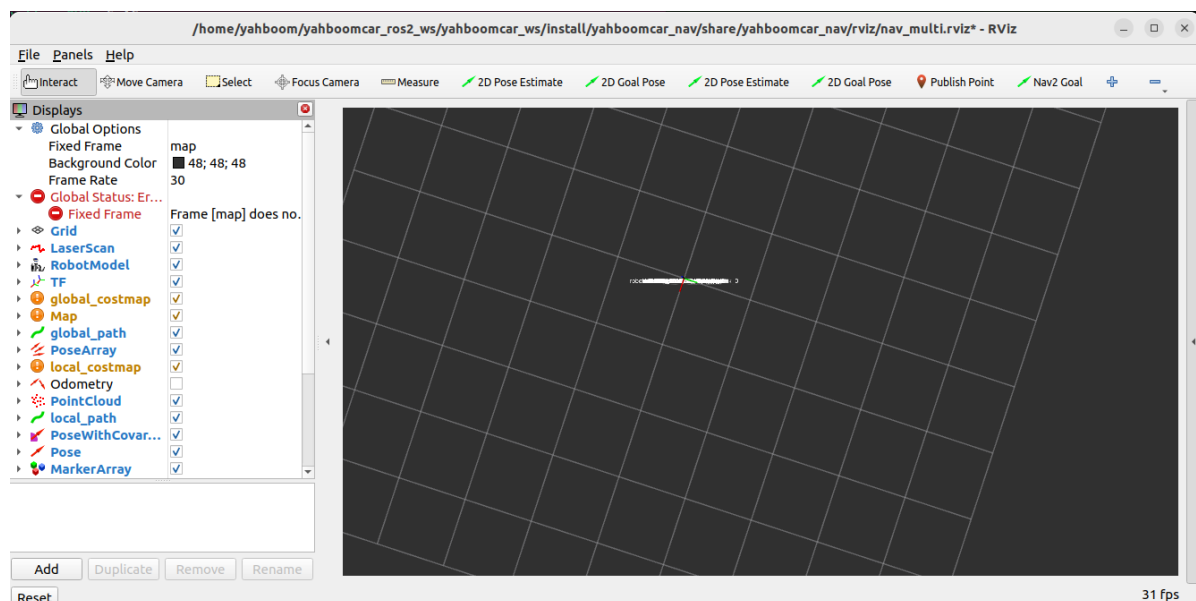 /home/yahboom/yahboomcar_ros2_ws/yahboomcar_ws/install/yahboomcar_nav/share/yahboomcar_nav/rviz/nav_multi.rviz* - RViz
File Panels Help
Interact Move Camera Select Focus Camera Measure 2D Pose Estimate 2D Goal Pose 2D Pose Estimate 2D Goal Pose Publish Point Nav2 Goal
Displays
Global Options
Fixed Frame map
Background Color 48; 48; 48
Frame Rate 30
Global Status: Er...
Fixed Frame Frame [map] does no.
Grid
LaserScan
RobotModel
TF
global_costmap
Map
global_path
PoseArray
local_costmap
Odometry
PointCloud
local_path
PoseWithCovar...
Pose
MarkerArray
Add Duplicate Remove Rename
Reset
31 fps